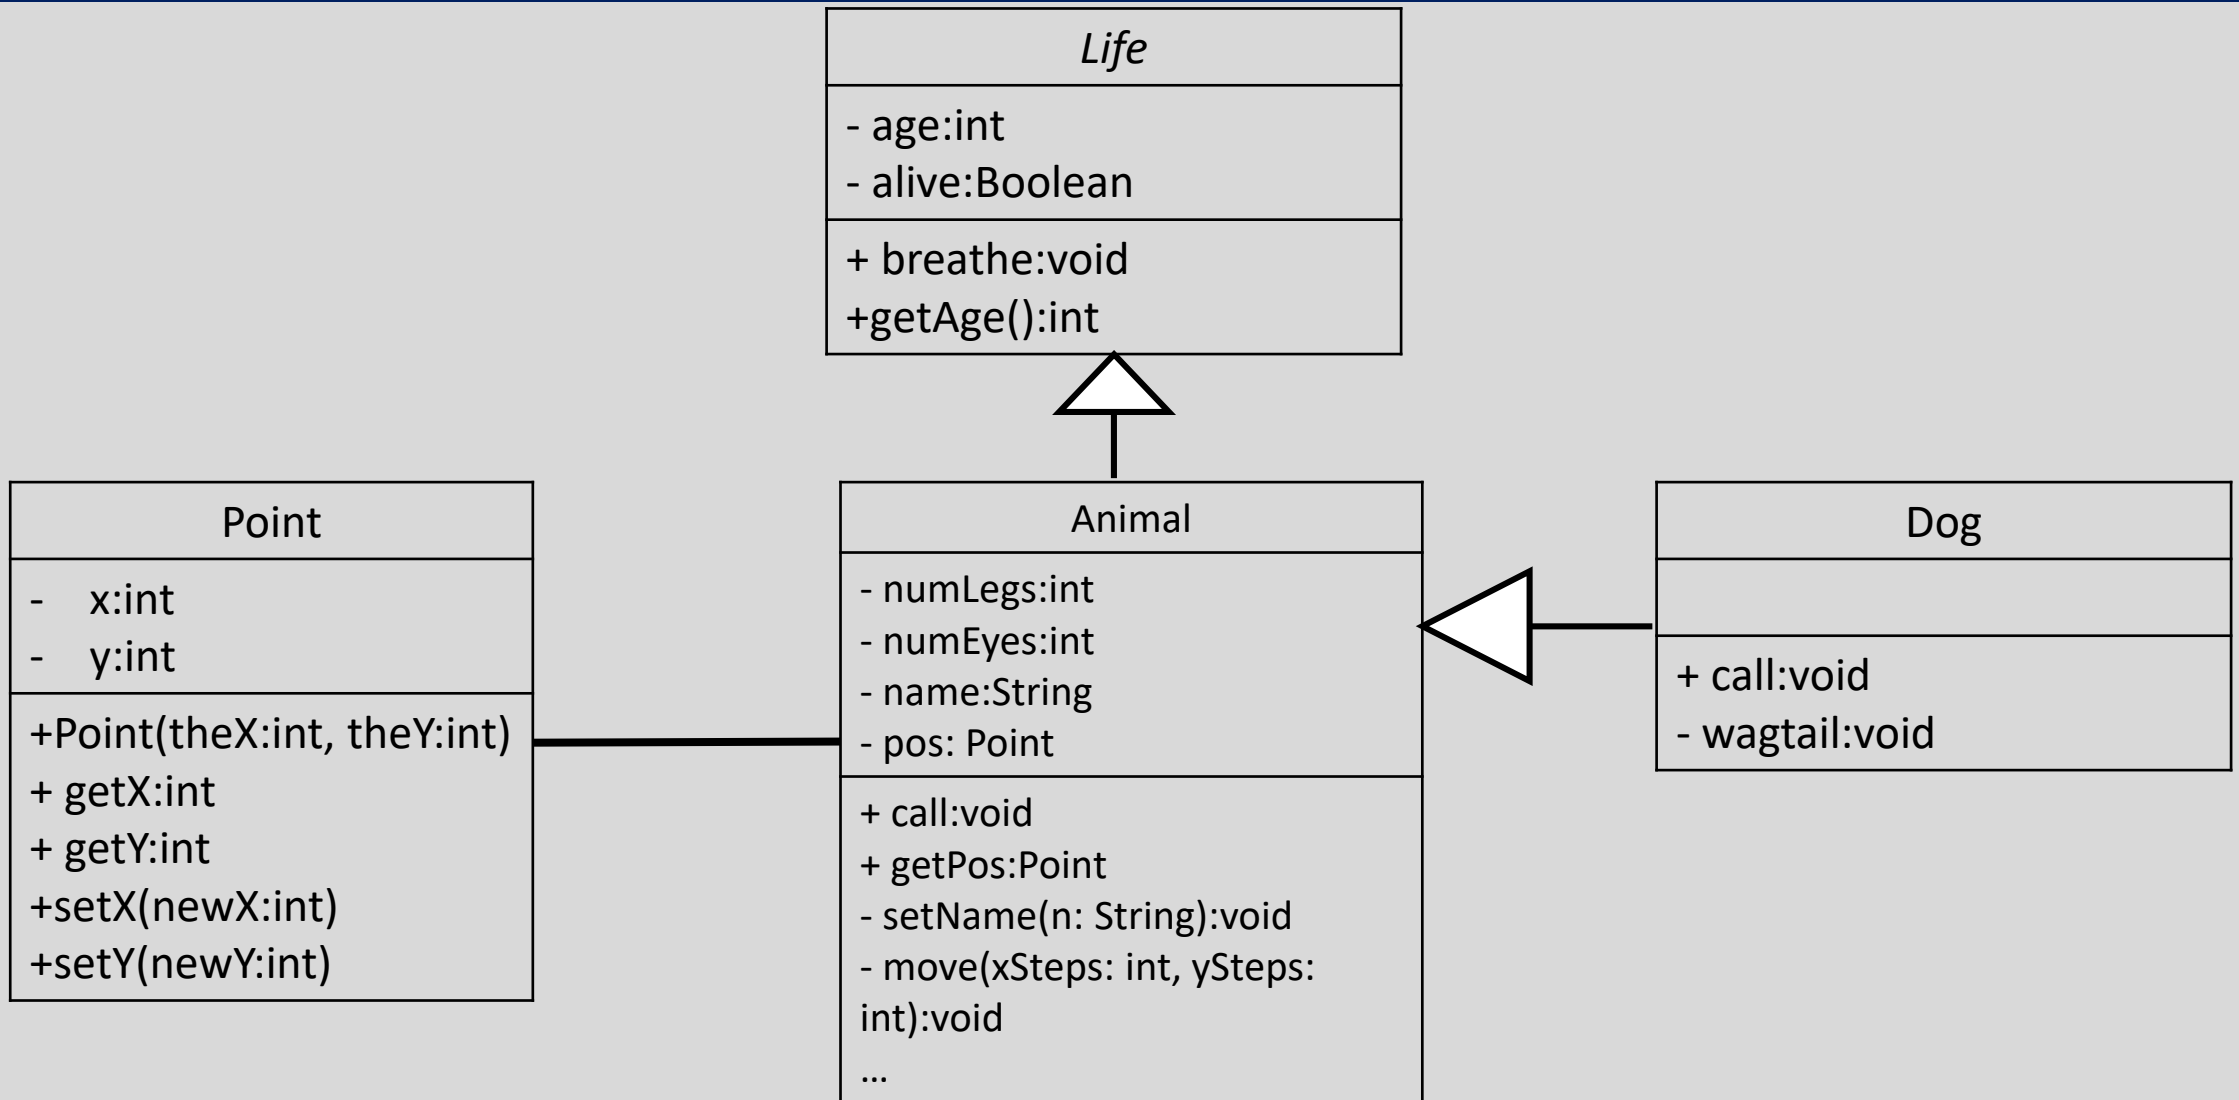 Life
- age:int
- alive:Boolean
+ breathe:void
+getAge():int
Point
- x:int
- y:int
+Point(theX:int, theY:int)
+ getX:int
+ getY:int
+setX(newX:int)
+setY(newY:int)
Animal
- numLegs:int
- numEyes:int
- name:String
- pos: Point
+ call:void
+ getPos:Point
- setName(n: String):void
- move(xSteps: int, ySteps:
int):void
...
Dog
+ call:void
- wagtail:void